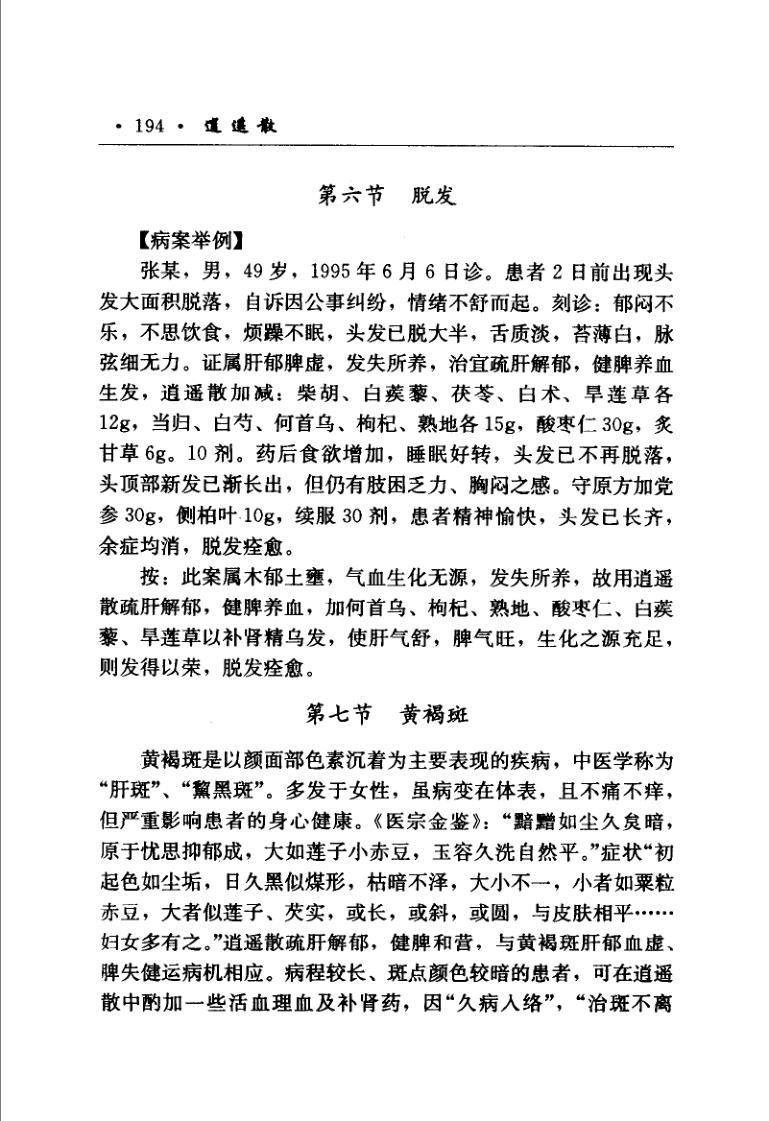 ·194· 逍遥散
第六节 脱发
【病案举例】
张某，男，49岁，1995年6月6日诊。患者2日前出现头
发大面积脱落，自诉因公事纠纷，情绪不舒而起。刻诊：郁闷不
乐，不思饮食，烦躁不眠，头发已脱大半，舌质淡，苔薄白，脉
弦细无力。证属肝郁脾虚，发失所养，治宜疏肝解郁，健脾养血
生发，逍遥散加减：柴胡、白蒺藜、茯苓、白术、旱莲草各
12g，当归、白芍、何首乌、枸杞、熟地各15g，酸枣仁30g，炙
甘草6g。10剂。药后食欲增加，睡眠好转，头发已不再脱落，
头顶部新发已渐长出，但仍有肢困乏力、胸闷之感。守原方加党
参30g，侧柏叶10g，续服30剂，患者精神愉快，头发已长齐，
余症均消，脱发痊愈。
按：此案属木郁土壅，气血生化无源，发失所养，故用逍遥
散疏肝解郁，健脾养血，加何首乌、枸杞、熟地、酸枣仁、白蒺
藜、旱莲草以补肾精乌发，使肝气舒，脾气旺，生化之源充足，
则发得以荣，脱发痊愈。
第七节 黄褐斑
黄褐斑是以颜面部色素沉着为主要表现的疾病，中医学称为
“肝斑”、“黧黑斑”。多发于女性，虽病变在体表，且不痛不痒，
但严重影响患者的身心健康。《医宗金鉴》：“黯黵如尘久炱暗，
原于忧思抑郁成，大如莲子小赤豆，玉容久洗自然平。”症状“初
起色如尘垢，日久黑似煤形，枯暗不泽，大小不一，小者如粟粒
赤豆，大者似莲子、芡实，或长，或斜，或圆，与皮肤相平……
妇女多有之。”逍遥散疏肝解郁，健脾和营，与黄褐斑肝郁血虚、
脾失健运病机相应。病程较长、斑点颜色较暗的患者，可在逍遥
散中酌加一些活血理血及补肾药，因“久病入络”，“治斑不离